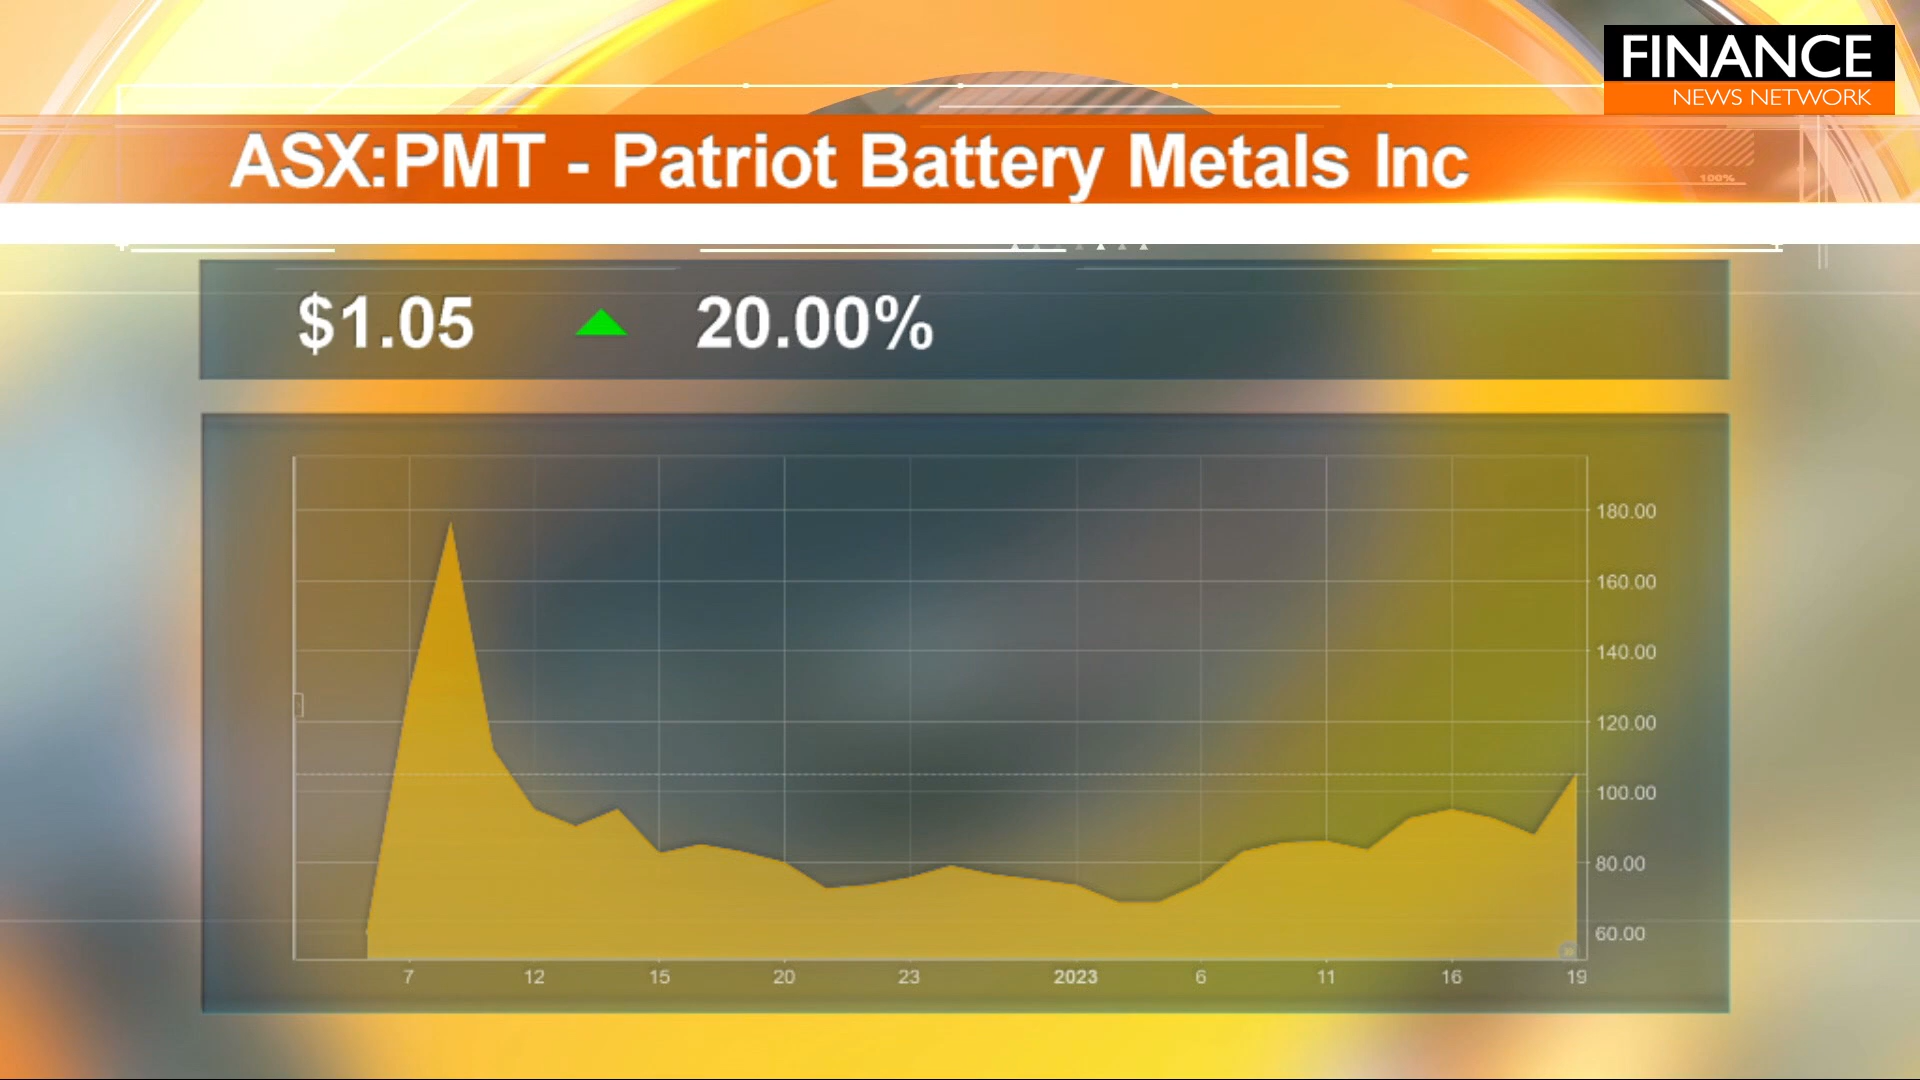 FINANCE
NEWS NETWORK
ASX:PMT - Patriot Battery Metals Inc
100%
$1.05 20.00%
180.00
160.00
140.00
120.00
100.00
80.00
60.00
7 12 15 20 23 2023 6 11 16 19